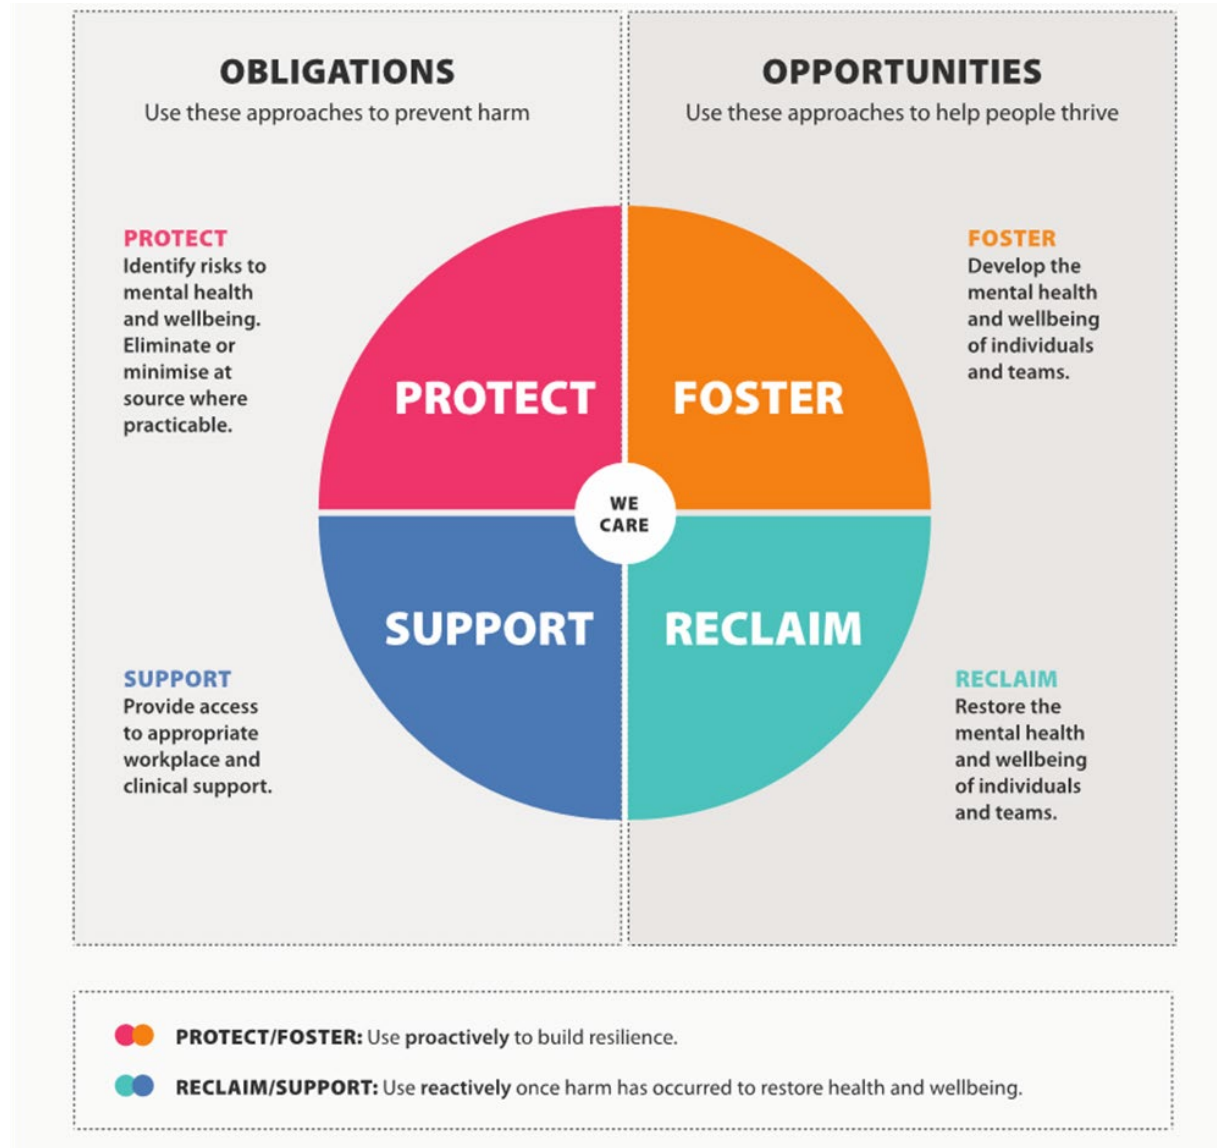 OBLIGATIONS
Use these approaches to prevent harm
OPPORTUNITIES
Use these approaches to help people thrive
PROTECT
Identify risks to
mental health
and wellbeing.
Eliminate or
minimise at
source where
practicable.
FOSTER
Develop the
mental health
and wellbeing
of individuals
and teams.
PROTECT
FOSTER
WE
CARE
SUPPORT
RECLAIM
SUPPORT
Provide access
to appropriate
workplace and
clinical support.
RECLAIM
Restore the
mental health
and wellbeing
of individuals
and teams.
PROTECT/FOSTER: Use proactively to build resilience.
RECLAIM/SUPPORT: Use reactively once harm has occurred to restore health and wellbeing.